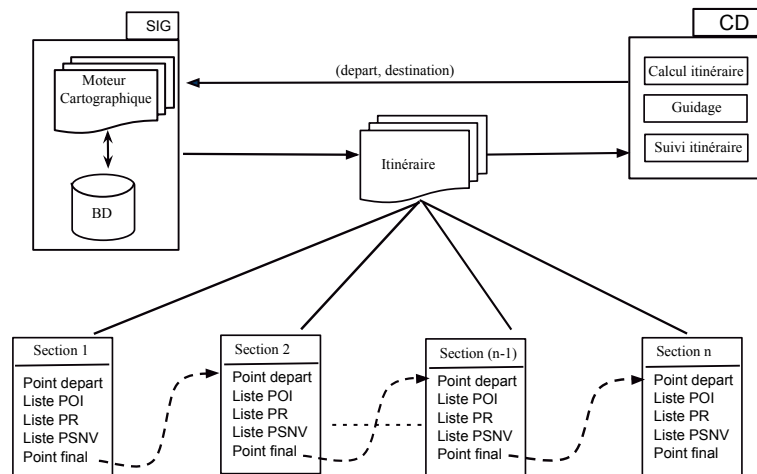 SIG
CD
Moteur
Cartographique
BD
(depart, destination)
Calcul itinéraire
Guidage
Suivi itinéraire
Itinéraire
Section 1
Point depart
Liste POI
Liste PR
Liste PSNV
Point final
Section 2
Point depart
Liste POI
Liste PR
Liste PSNV
Point final
Section (n-1)
Point depart
Liste POI
Liste PR
Liste PSNV
Point final
Section n
Point depart
Liste POI
Liste PR
Liste PSNV
Point final